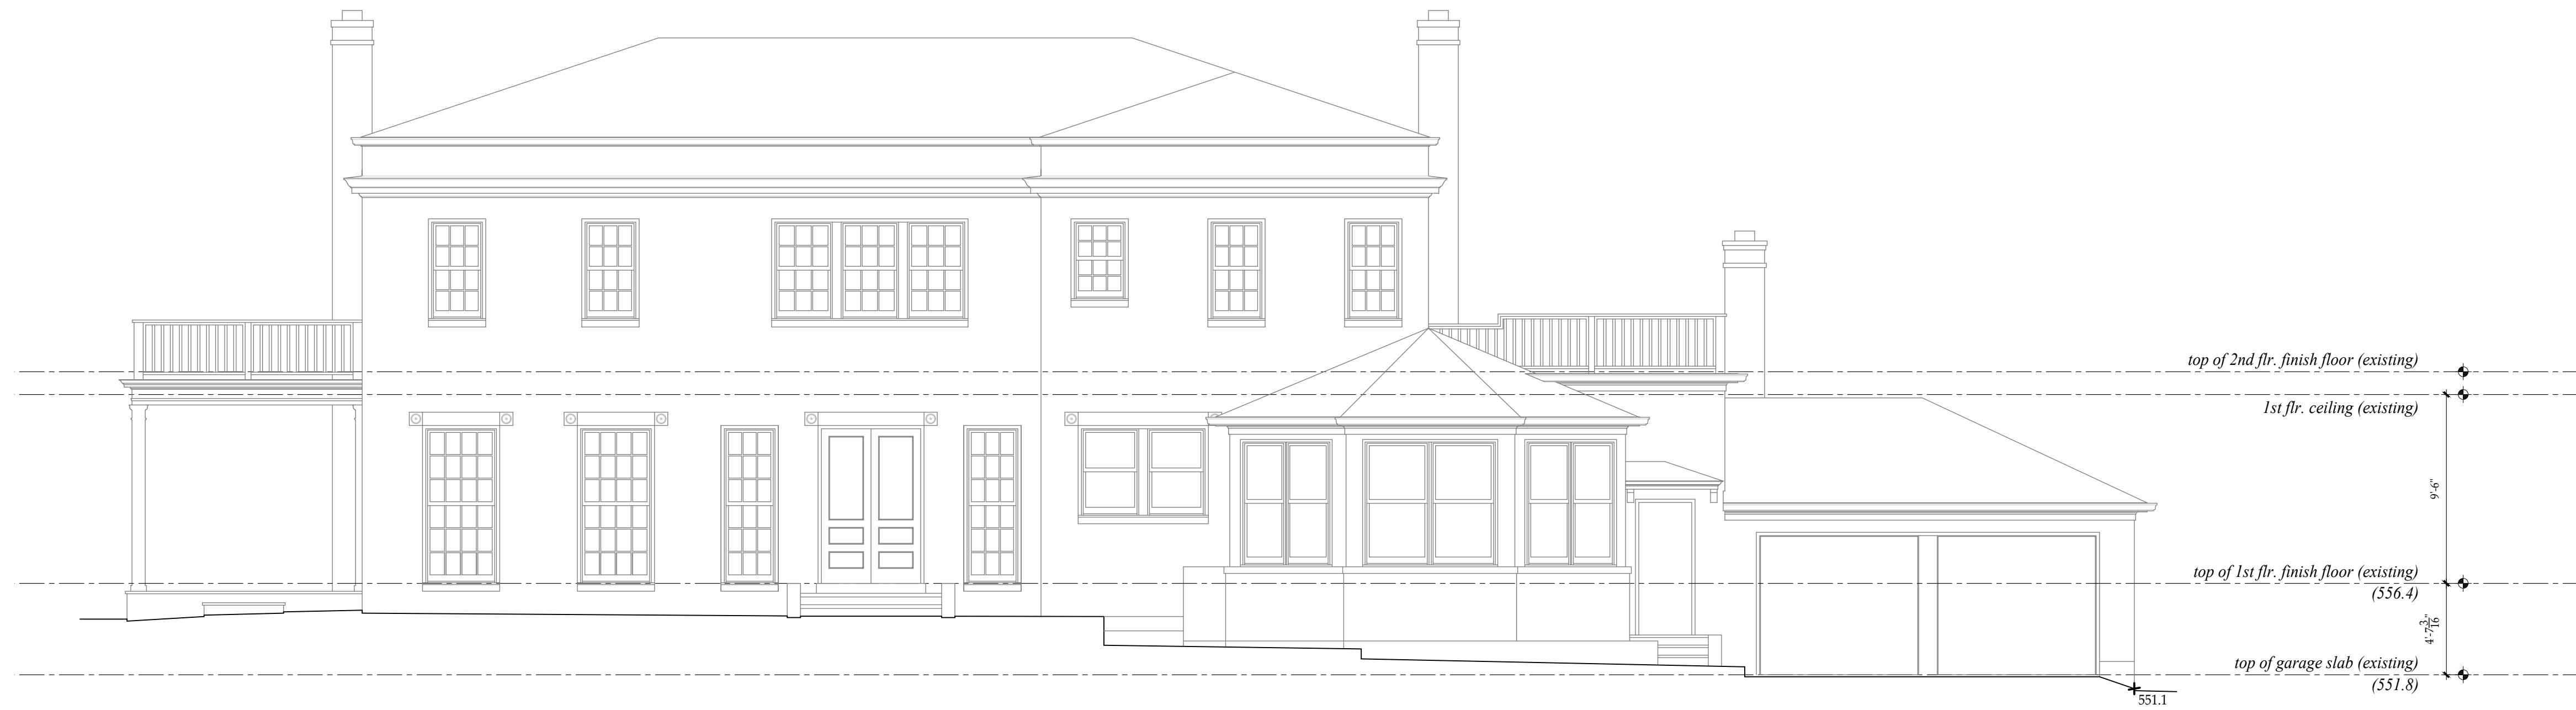 top of 2nd flr. finish floor (existing)
1st flr. ceiling (existing)
9'-6"
top of 1st flr. finish floor (existing)
(556.4)
4'-7 3/16"
top of garage slab (existing)
(551.8)
551.1